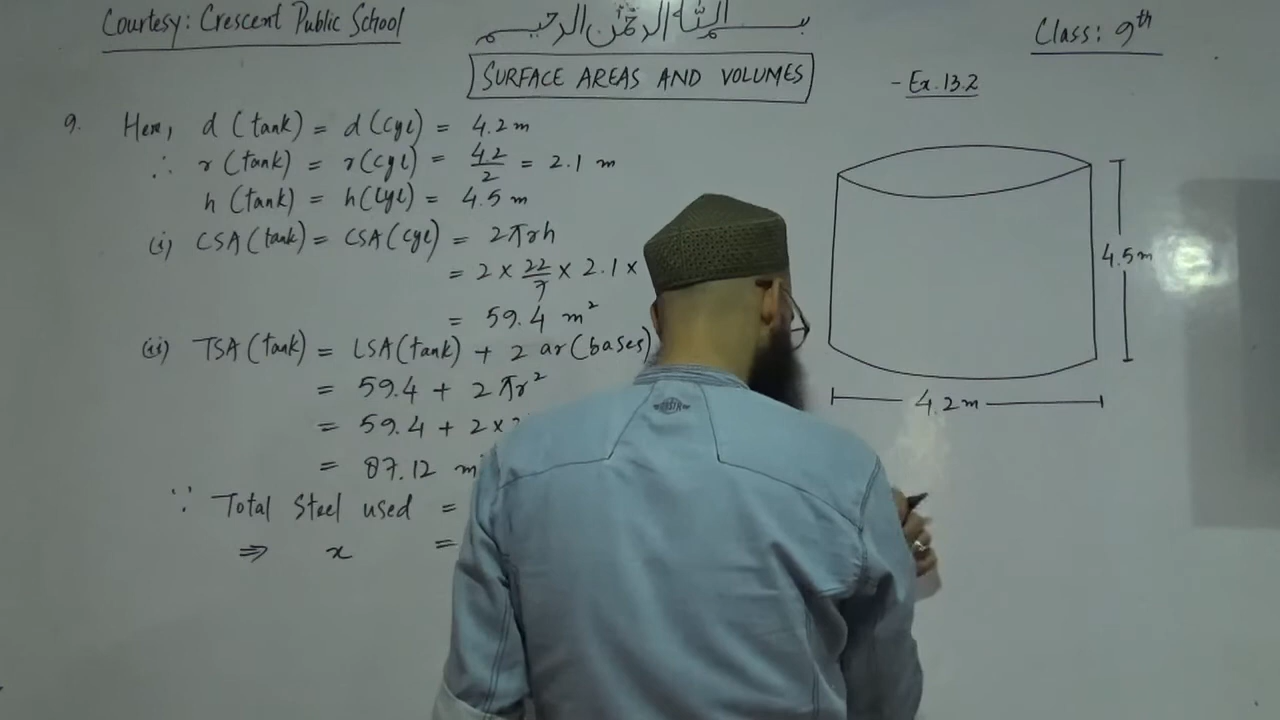 Courtesy: Crescent Public School
بسم الله الرحمن الرحيم
Class: 9th
SURFACE AREAS AND VOLUMES
- Ex. 13.2
9. Here, d (tank) = d (cyl) = 4.2 m
∴ r (tank) = r (cyl) = 4.2/2 = 2.1 m
h (tank) = h (cyl) = 4.5 m
(i) CSA (tank) = CSA (cyl) = 2πrh
= 2 × 22/7 × 2.1 ×
= 59.4 m²
(ii) TSA (tank) = LSA (tank) + 2 ar (bases)
= 59.4 + 2πr²
= 59.4 + 2 ×
= 87.12 m
∵ Total Steel used =
⇒ x =
4.5 m
4.2 m